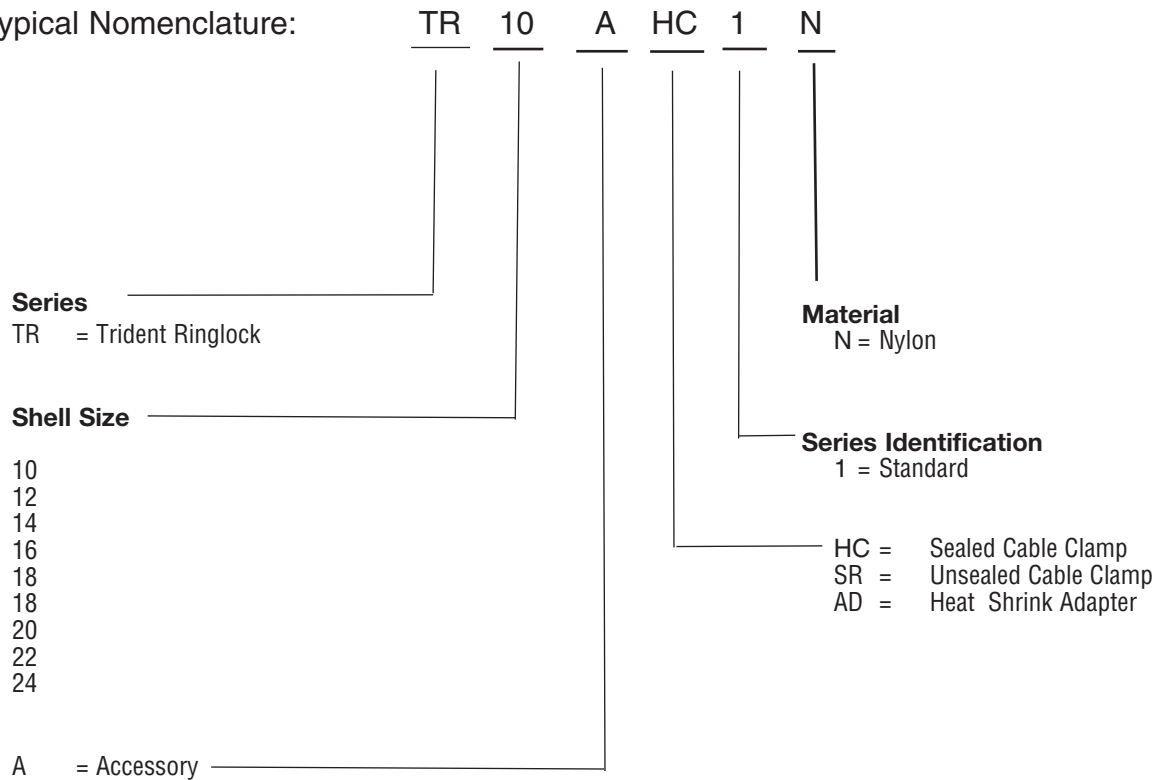 ypical Nomenclature: TR 10 A HC 1 N
Series
TR = Trident Ringlock
Shell Size
10
12
14
16
18
18
20
22
24
A = Accessory
Material
N = Nylon
Series Identification
1 = Standard
HC = Sealed Cable Clamp
SR = Unsealed Cable Clamp
AD = Heat Shrink Adapter